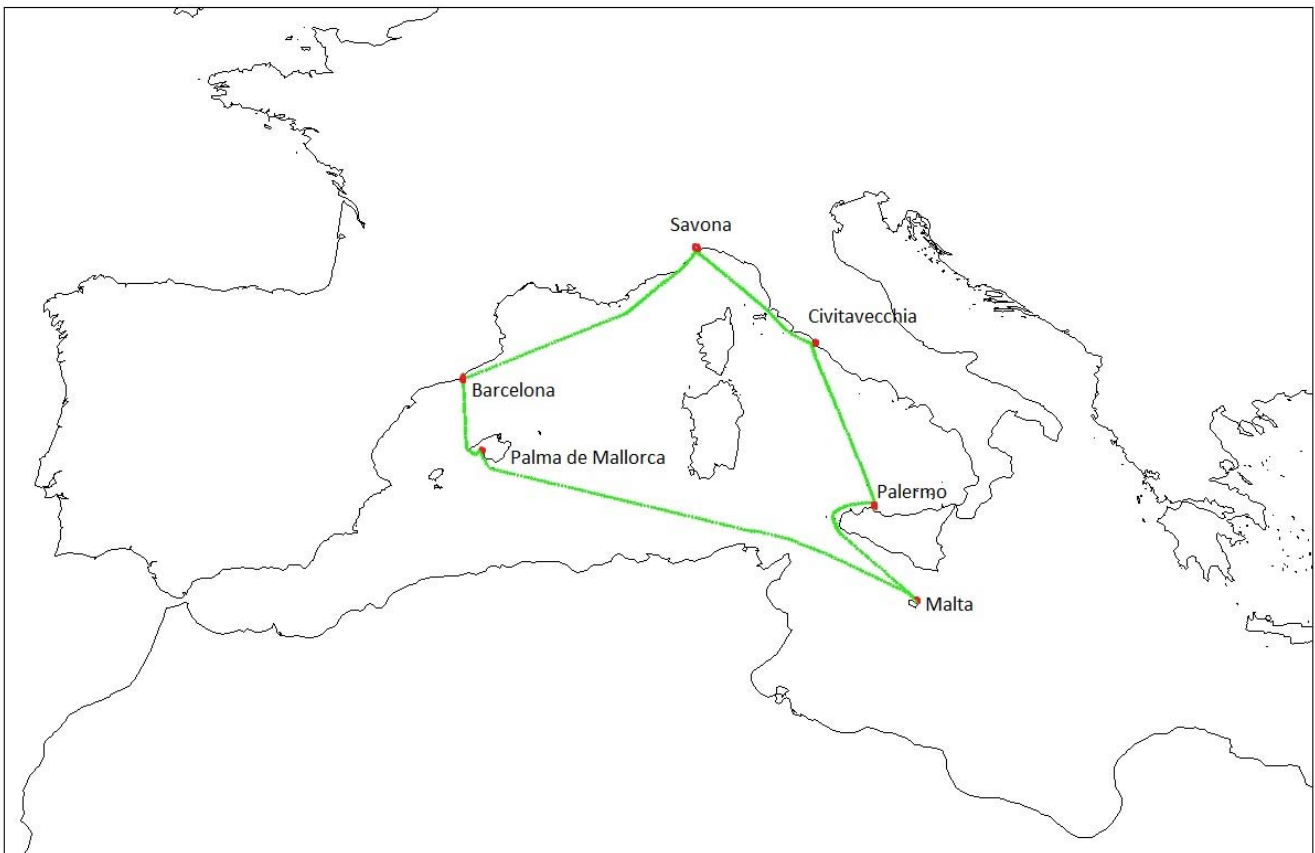 Savona
Civitavecchia
Barcelona
Palma de Mallorca
Palermo
Malta